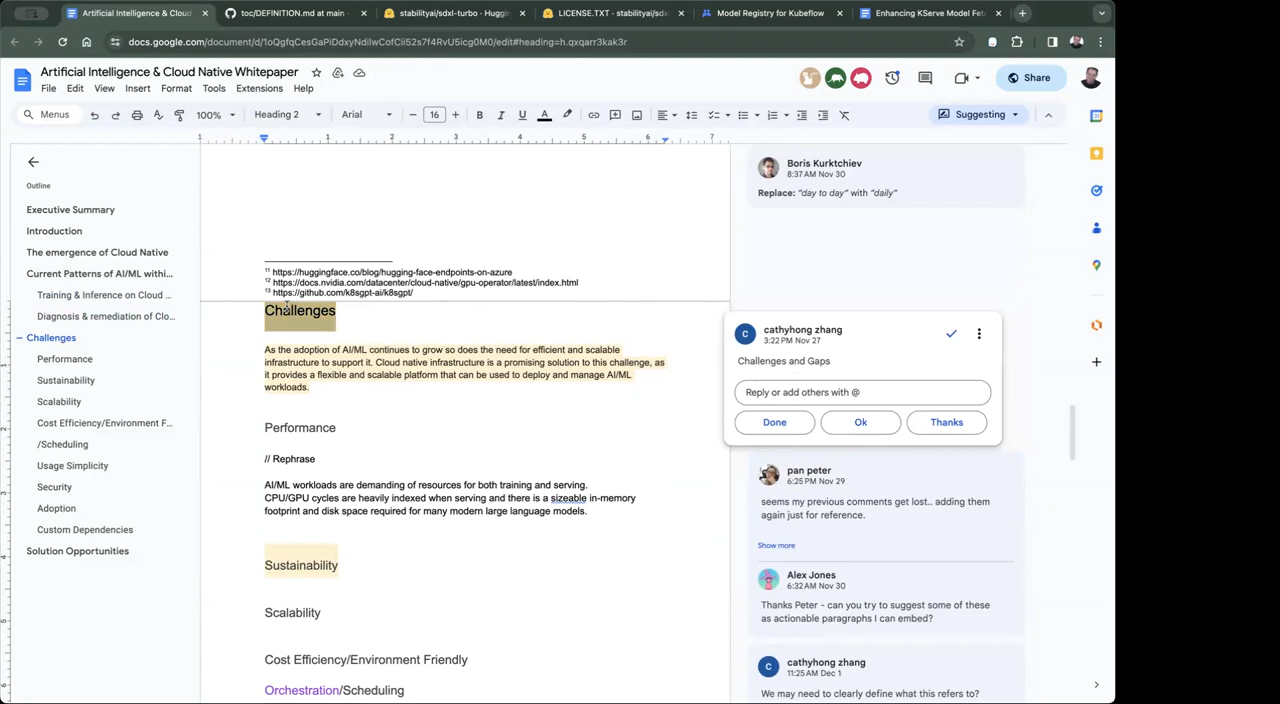 Artificial Intelligence & Cloud
toc/DEFINITION.md at main
stabilityai/sdxl-turbo · Huggi
LICENSE.TXT · stabilityai/sdx
Model Registry for Kubeflow
Enhancing KServe Model Fet
docs.google.com/document/d/1oQgfqCesGaPiDdxyNdilwCofCii52s7f4RvU5icg0M0/edit#heading=h.qxqarr3kak3r
Artificial Intelligence & Cloud Native Whitepaper
File Edit View Insert Format Tools Extensions Help
Share
Menus
100%
Heading 2
Arial
16
Suggesting
1 1 2 3 4 5 6 7
Outline
Executive Summary
Introduction
The emergence of Cloud Native
Current Patterns of AI/ML withi...
Training & Inference on Cloud ...
Diagnosis & remediation of Clo...
Challenges
Performance
Sustainability
Scalability
Cost Efficiency/Environment F...
/Scheduling
Usage Simplicity
Security
Adoption
Custom Dependencies
Solution Opportunities
11 https://huggingface.co/blog/hugging-face-endpoints-on-azure
12 https://docs.nvidia.com/datacenter/cloud-native/gpu-operator/latest/index.html
13 https://github.com/k8sgpt-ai/k8sgpt/
Challenges
As the adoption of AI/ML continues to grow so does the need for efficient and scalable
infrastructure to support it. Cloud native infrastructure is a promising solution to this challenge, as
it provides a flexible and scalable platform that can be used to deploy and manage AI/ML
workloads.
Performance
// Rephrase
AI/ML workloads are demanding of resources for both training and serving.
CPU/GPU cycles are heavily indexed when serving and there is a sizeable in-memory
footprint and disk space required for many modern large language models.
Sustainability
Scalability
Cost Efficiency/Environment Friendly
Orchestration/Scheduling
Boris Kurktchiev
8:37 AM Nov 30
Replace: “day to day” with “daily”
C
cathyhong zhang
3:22 PM Nov 27
Challenges and Gaps
Reply or add others with @
Done
Ok
Thanks
pan peter
6:25 PM Nov 29
seems my previous comments get lost.. adding them
again just for reference.
Show more
Alex Jones
6:32 AM Nov 30
Thanks Peter - can you try to suggest some of these
as actionable paragraphs I can embed?
C
cathyhong zhang
11:25 AM Dec 1
We may need to clearly define what this refers to?